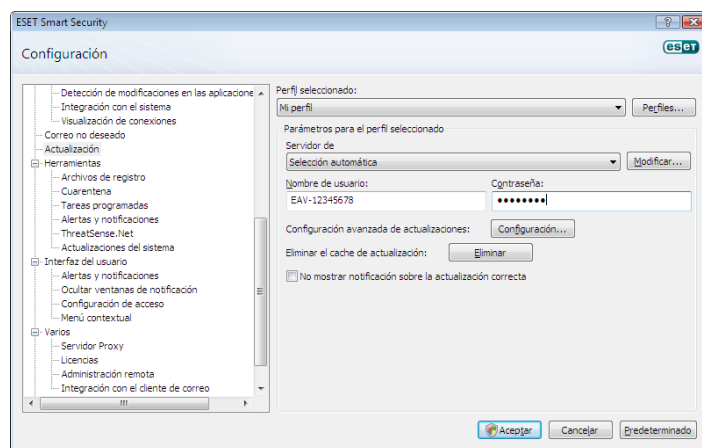 ESET Smart Security
Configuración
eset
Detección de modificaciones en las aplicacione
Integración con el sistema
Visualización de conexiones
Correo no deseado
Actualización
Herramientas
Archivos de registro
Cuarentena
Tareas programadas
Alertas y notificaciones
ThreatSense.Net
Actualizaciones del sistema
Interfaz del usuario
Alertas y notificaciones
Ocultar ventanas de notificación
Configuración de acceso
Menú contextual
Varios
Servidor Proxy
Licencias
Administración remota
Integración con el cliente de correo
Perfil seleccionado:
Mi perfil
Perfiles...
Parámetros para el perfil seleccionado
Servidor de
Selección automática
Modificar...
Nombre de usuario:
Contraseña:
EAV-12345678
••••••••
Configuración avanzada de actualizaciones:
Configuración...
Eliminar el cache de actualización:
Eliminar
No mostrar notificación sobre la actualización correcta
Aceptar
Cancelar
Predeterminado